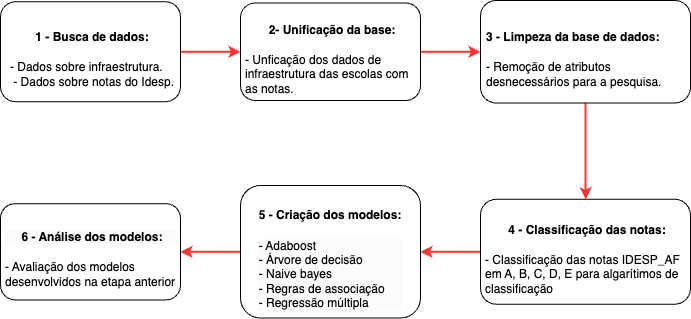 1 - Busca de dados:
- Dados sobre infraestrutura.
- Dados sobre notas do Idesp.
2- Unificação da base:
- Unficação dos dados de
infraestrutura das escolas com
as notas.
3 - Limpeza da base de dados:
- Remoção de atributos
desnecessários para a pesquisa.
4 - Classificação das notas:
- Classificação das notas IDESP_AF
em A, B, C, D, E para algarítimos de
classificação
5 - Criação dos modelos:
- Adaboost
- Árvore de decisão
- Naive bayes
- Regras de associação
- Regressão múltipla
6 - Análise dos modelos:
- Avaliação dos modelos
desenvolvidos na etapa anterior